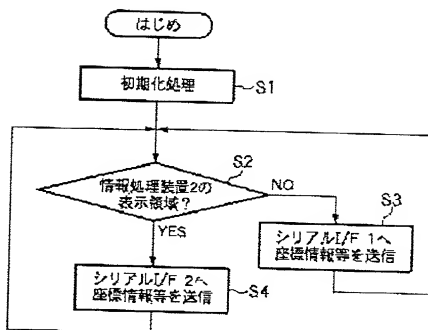 はじめ
初期化処理
S1
S2
情報処理装置2の
表示領域?
NO
YES
S3
シリアルI/F 1へ
座標情報等を送信
シリアルI/F 2へ
座標情報等を送信
S4